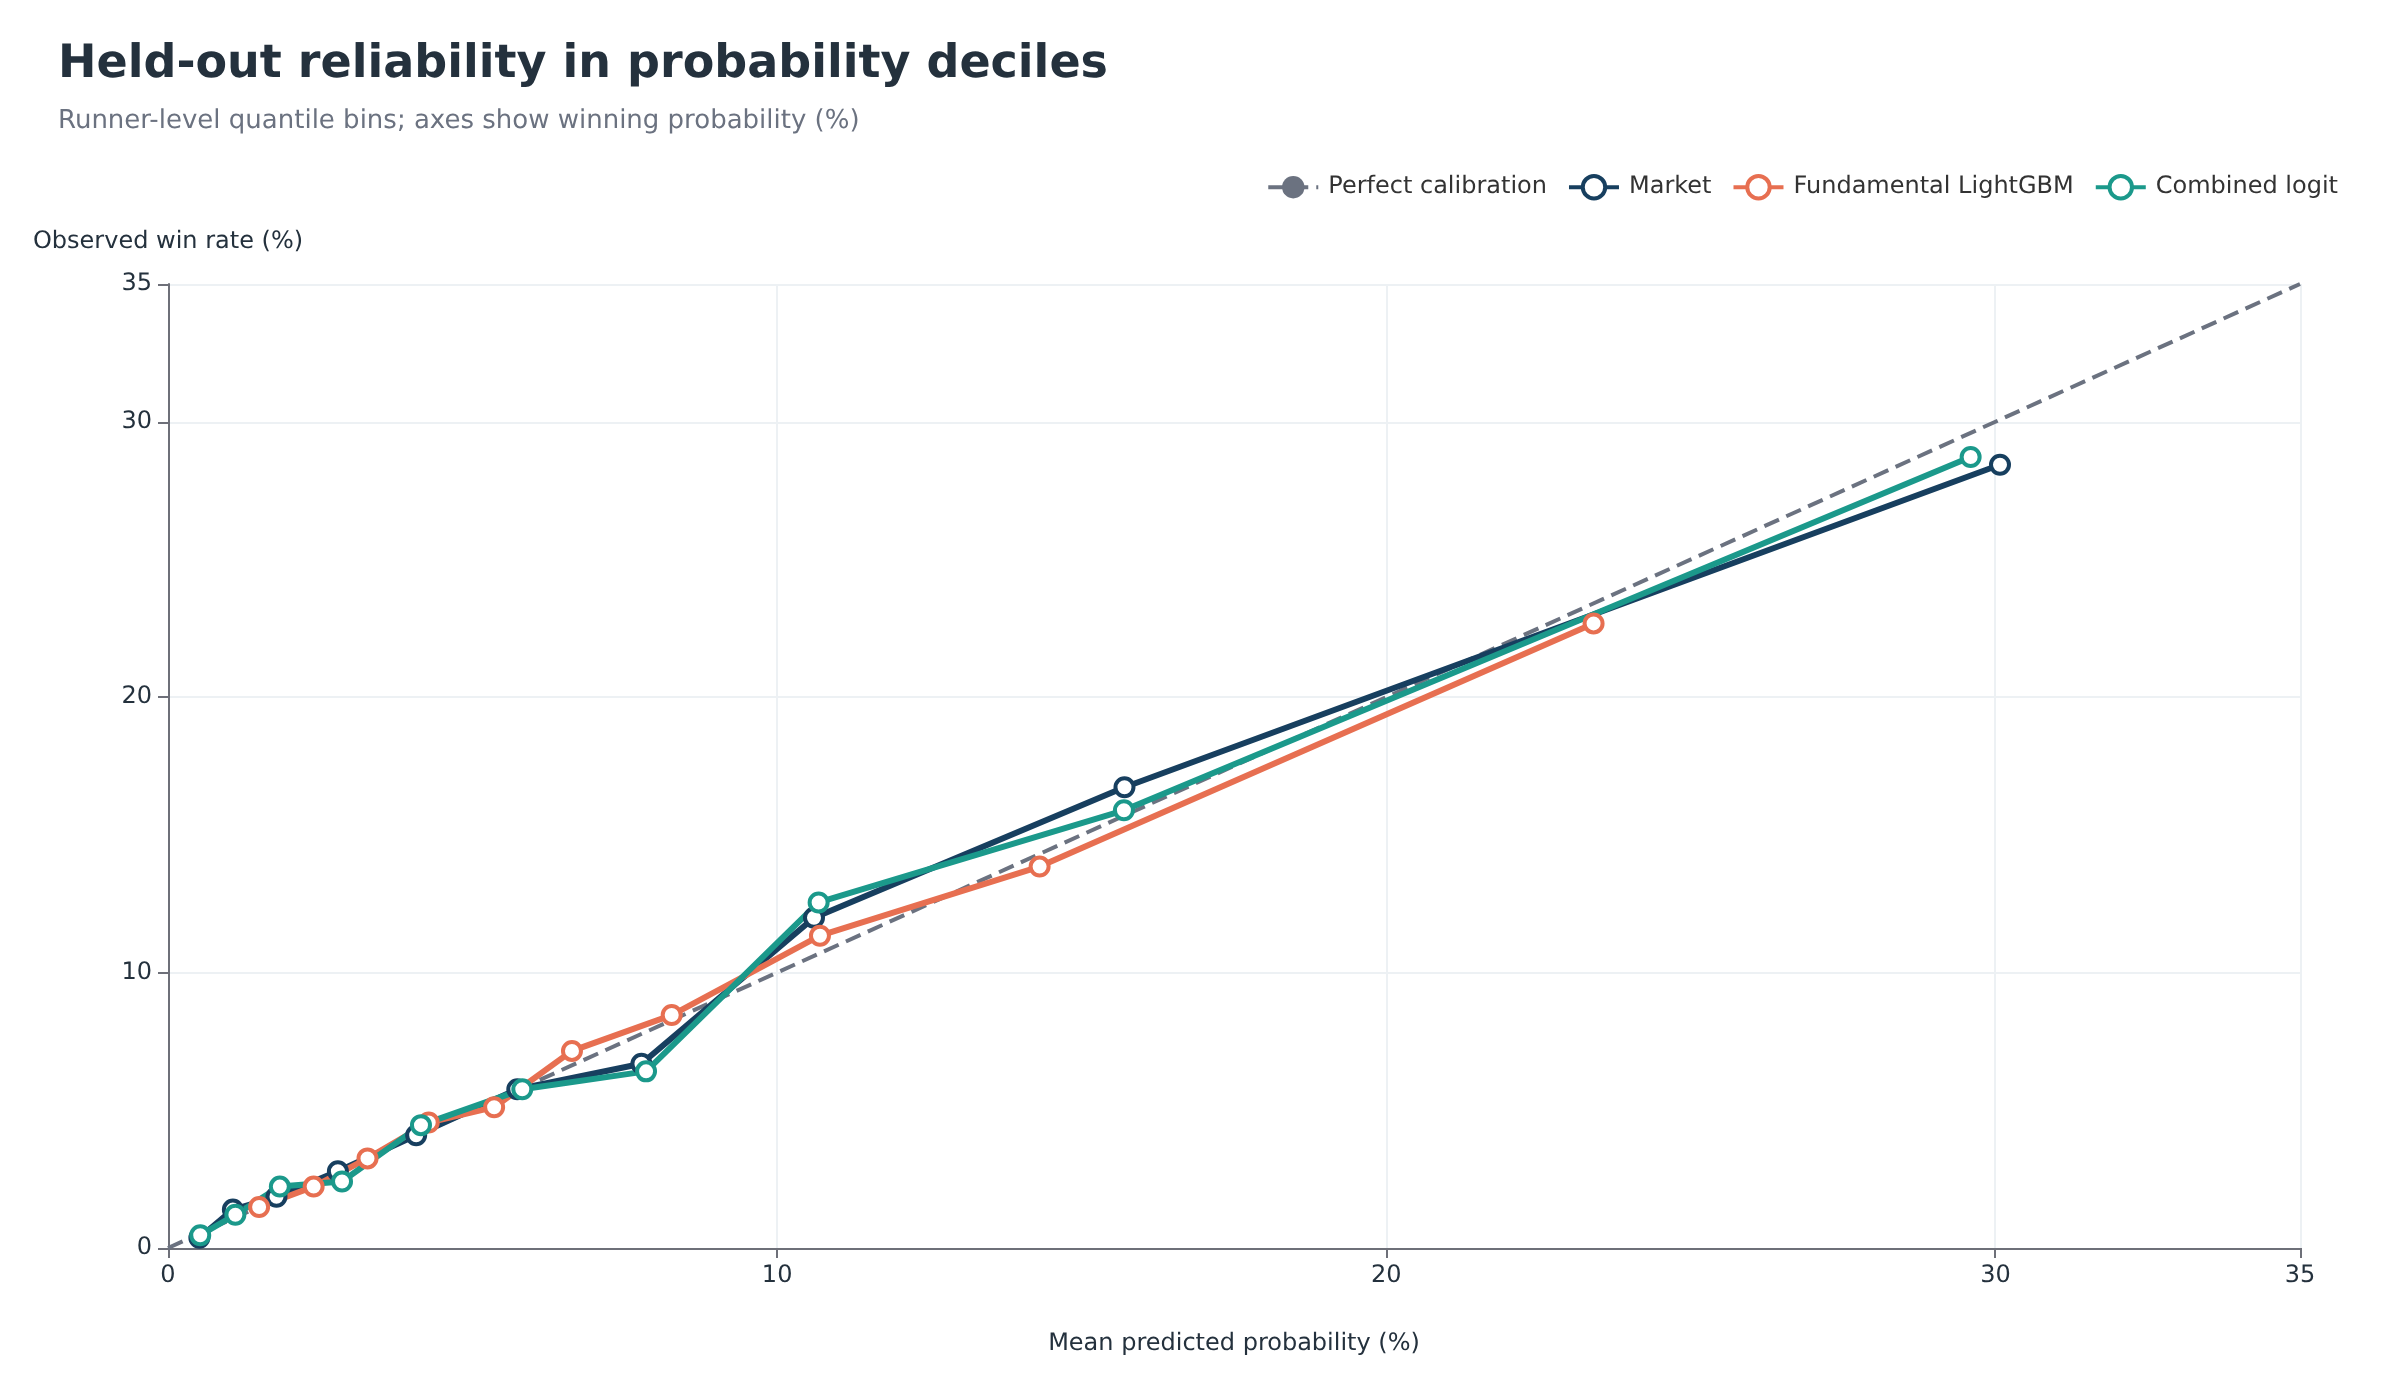 Held-out reliability in probability deciles
Runner-level quantile bins; axes show winning probability (%)
Perfect calibration
Market
Fundamental LightGBM
Combined logit
Observed win rate (%)
35
30
20
10
0
0
10
20
30
35
Mean predicted probability (%)